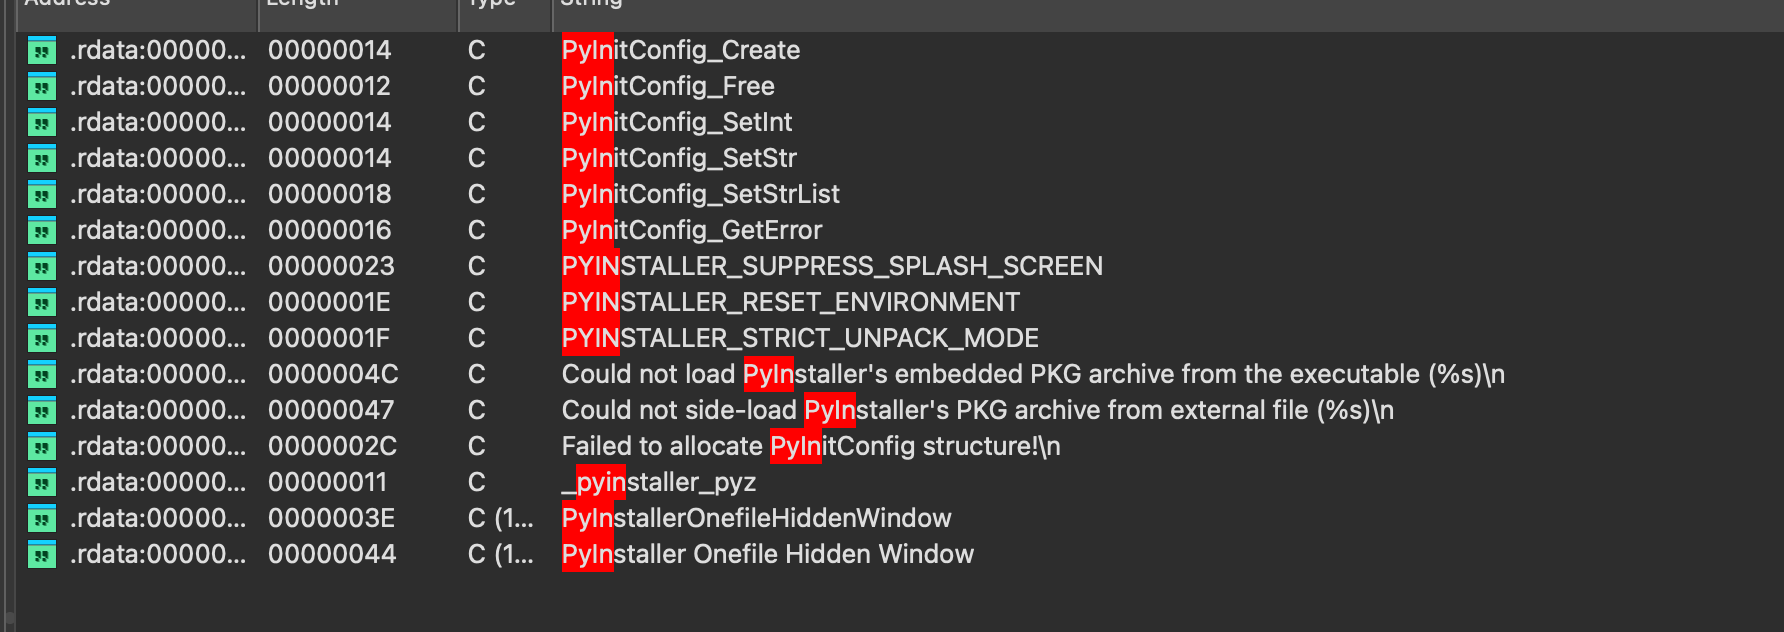 Address Length Type String
.rdata:00000... 00000014 C PyInitConfig_Create
.rdata:00000... 00000012 C PyInitConfig_Free
.rdata:00000... 00000014 C PyInitConfig_SetInt
.rdata:00000... 00000014 C PyInitConfig_SetStr
.rdata:00000... 00000018 C PyInitConfig_SetStrList
.rdata:00000... 00000016 C PyInitConfig_GetError
.rdata:00000... 00000023 C PYINSTALLER_SUPPRESS_SPLASH_SCREEN
.rdata:00000... 0000001E C PYINSTALLER_RESET_ENVIRONMENT
.rdata:00000... 0000001F C PYINSTALLER_STRICT_UNPACK_MODE
.rdata:00000... 0000004C C Could not load PyInstaller's embedded PKG archive from the executable (%s)\n
.rdata:00000... 00000047 C Could not side-load PyInstaller's PKG archive from external file (%s)\n
.rdata:00000... 0000002C C Failed to allocate PyInitConfig structure!\n
.rdata:00000... 00000011 C _pyinstaller_pyz
.rdata:00000... 0000003E C (1... PyInstallerOnefileHiddenWindow
.rdata:00000... 00000044 C (1... PyInstaller Onefile Hidden Window